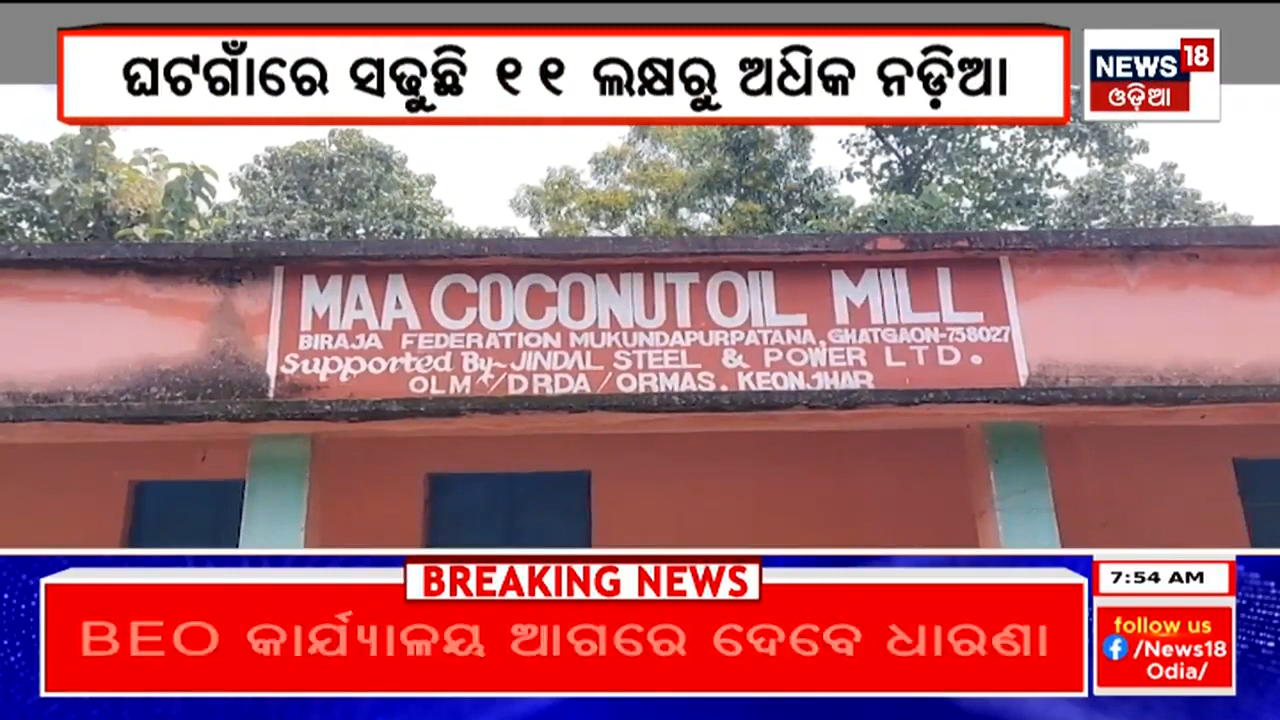 ଘଟଗାଁରେ ସଢୁଛି ୧୧ ଲକ୍ଷରୁ ଅଧିକ ନଡ଼ିଆ
NEWS 18
ଓଡ଼ିଆ
MAA COCONUT OIL MILL
BIRAJA FEDERATION MUKUNDAPURPATANA, GHATGAON-758027
Supported By- JINDAL STEEL & POWER LTD.
OLM /DRDA/ORMAS. KEONJHAR
BREAKING NEWS
7:54 AM
BEO କାର୍ଯ୍ୟାଳୟ ଆଗରେ ଦେବେ ଧାରଣା
follow us
/News18
Odia/